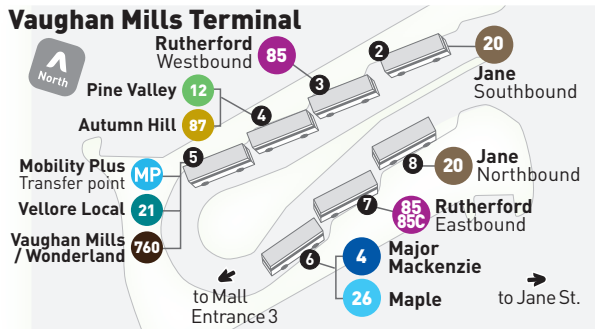 Vaughan Mills Terminal
North
Rutherford
Westbound
85
3
2
20
Jane
Southbound
Pine Valley
12
4
Autumn Hill
87
5
Mobility Plus
Transfer point
MP
Vellore Local
21
Vaughan Mills
/ Wonderland
760
8
20
Jane
Northbound
7
85
85C
Rutherford
Eastbound
6
4
Major
Mackenzie
26
Maple
to Mall
Entrance 3
to Jane St.